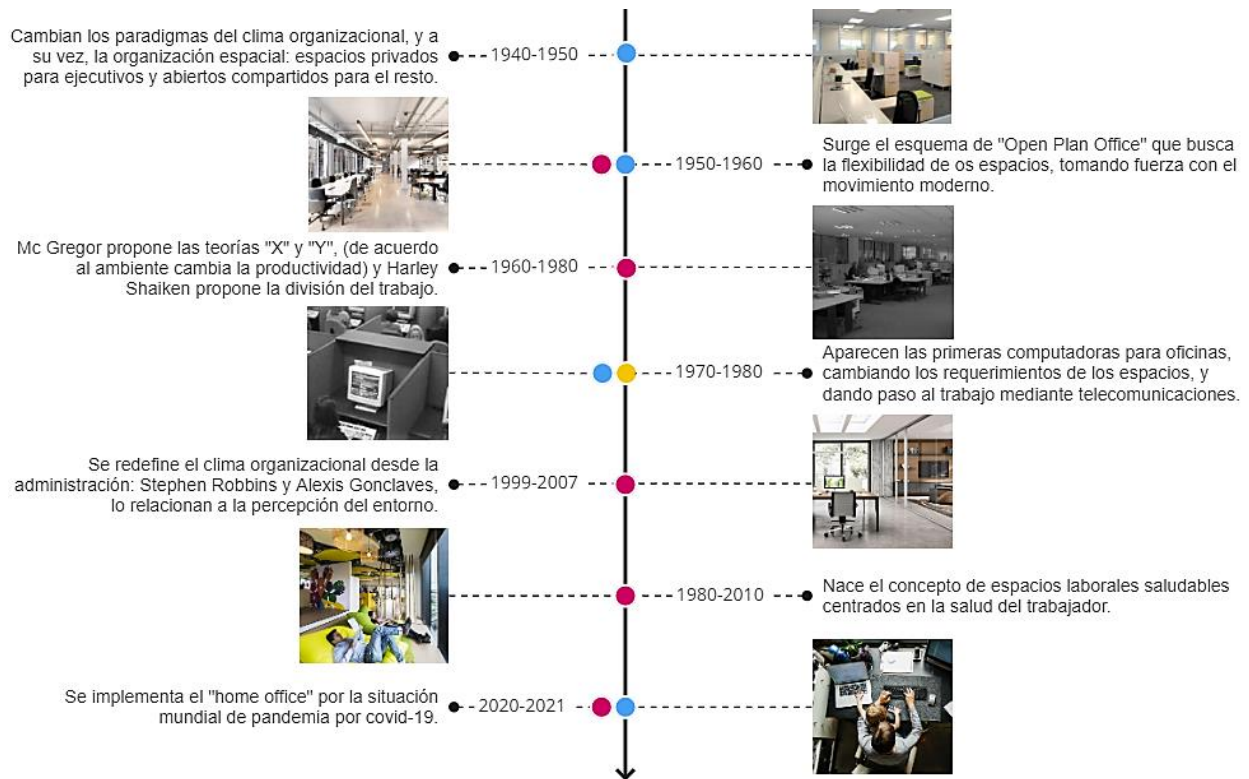 Cambian los paradigmas del clima organizacional, y a
su vez, la organización espacial: espacios privados
para ejecutivos y abiertos compartidos para el resto.
1940-1950
1950-1960
Surge el esquema de "Open Plan Office" que busca
la flexibilidad de os espacios, tomando fuerza con el
movimiento moderno.
Mc Gregor propone las teorías "X" y "Y", (de acuerdo
al ambiente cambia la productividad) y Harley
Shaiken propone la división del trabajo.
1960-1980
1970-1980
Aparecen las primeras computadoras para oficinas,
cambiando los requerimientos de los espacios, y
dando paso al trabajo mediante telecomunicaciones.
Se redefine el clima organizacional desde la
administración: Stephen Robbins y Alexis Gonclaves,
lo relacionan a la percepción del entorno.
1999-2007
1980-2010
Nace el concepto de espacios laborales saludables
centrados en la salud del trabajador.
Se implementa el "home office" por la situación
mundial de pandemia por covid-19.
2020-2021